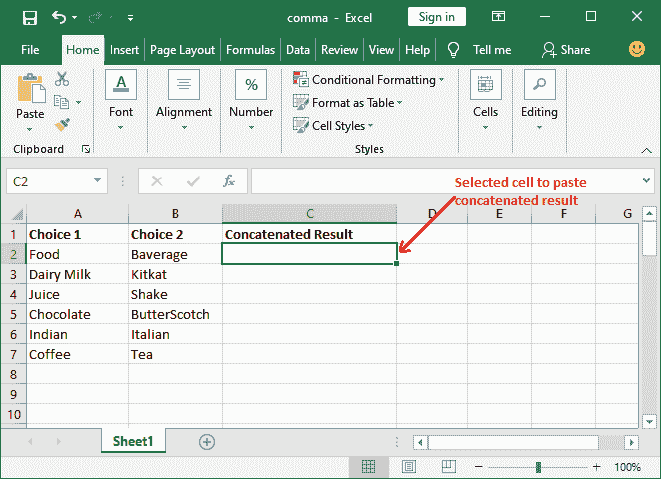 comma - Excel
Sign in
File Home Insert Page Layout Formulas Data Review View Help Tell me Share
Paste
Clipboard
A
Font
Alignment
%
Number
Conditional Formatting
Format as Table
Cell Styles
Styles
Cells
Editing
C2
fx
Selected cell to paste
concatenated result
A B C D E F G
1 Choice 1 Choice 2 Concatenated Result
2 Food Baverage
3 Dairy Milk Kitkat
4 Juice Shake
5 Chocolate ButterScotch
6 Indian Italian
7 Coffee Tea
8
9
10
Sheet1
100%